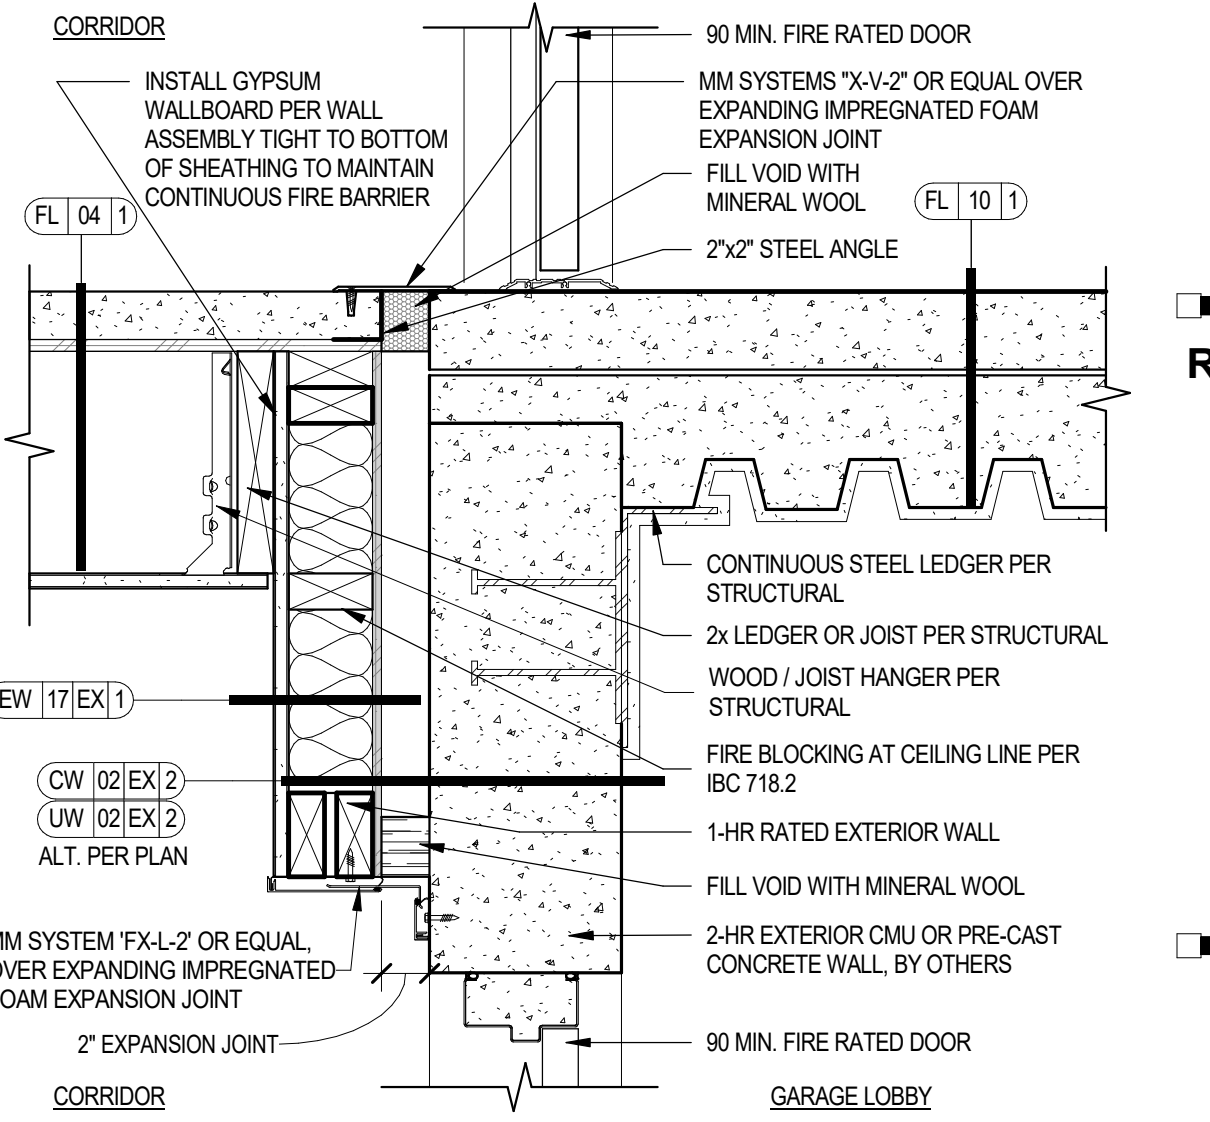 CORRIDOR
INSTALL GYPSUM
WALLBOARD PER WALL
ASSEMBLY TIGHT TO BOTTOM
OF SHEATHING TO MAINTAIN
CONTINUOUS FIRE BARRIER
FL 04 1
90 MIN. FIRE RATED DOOR
MM SYSTEMS "X-V-2" OR EQUAL OVER
EXPANDING IMPREGNATED FOAM
EXPANSION JOINT
FILL VOID WITH
MINERAL WOOL
FL 10 1
2"x2" STEEL ANGLE
R
CONTINUOUS STEEL LEDGER PER
STRUCTURAL
2x LEDGER OR JOIST PER STRUCTURAL
WOOD / JOIST HANGER PER
STRUCTURAL
EW 17 EX 1
FIRE BLOCKING AT CEILING LINE PER
IBC 718.2
CW 02 EX 2
UW 02 EX 2
ALT. PER PLAN
1-HR RATED EXTERIOR WALL
FILL VOID WITH MINERAL WOOL
2-HR EXTERIOR CMU OR PRE-CAST
CONCRETE WALL, BY OTHERS
MM SYSTEM 'FX-L-2' OR EQUAL,
OVER EXPANDING IMPREGNATED
FOAM EXPANSION JOINT
2" EXPANSION JOINT
90 MIN. FIRE RATED DOOR
CORRIDOR
GARAGE LOBBY